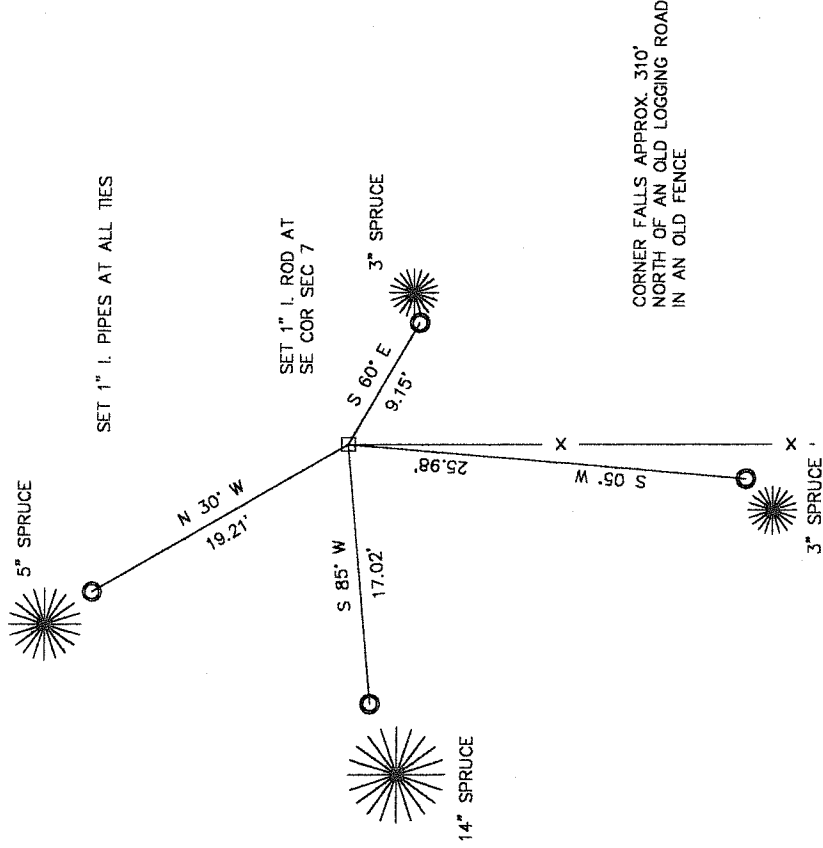 5" SPRUCE
SET 1" I. PIPES AT ALL TIES
N 30° W
19.21'
SET 1" I. ROD AT
SE COR SEC 7
3" SPRUCE
S 60° E
9.15'
S 85° W
17.02'
14" SPRUCE
25.98'
S 05° W
X
X
3" SPRUCE
CORNER FALLS APPROX. 310'
NORTH OF AN OLD LOGGING ROAD
IN AN OLD FENCE